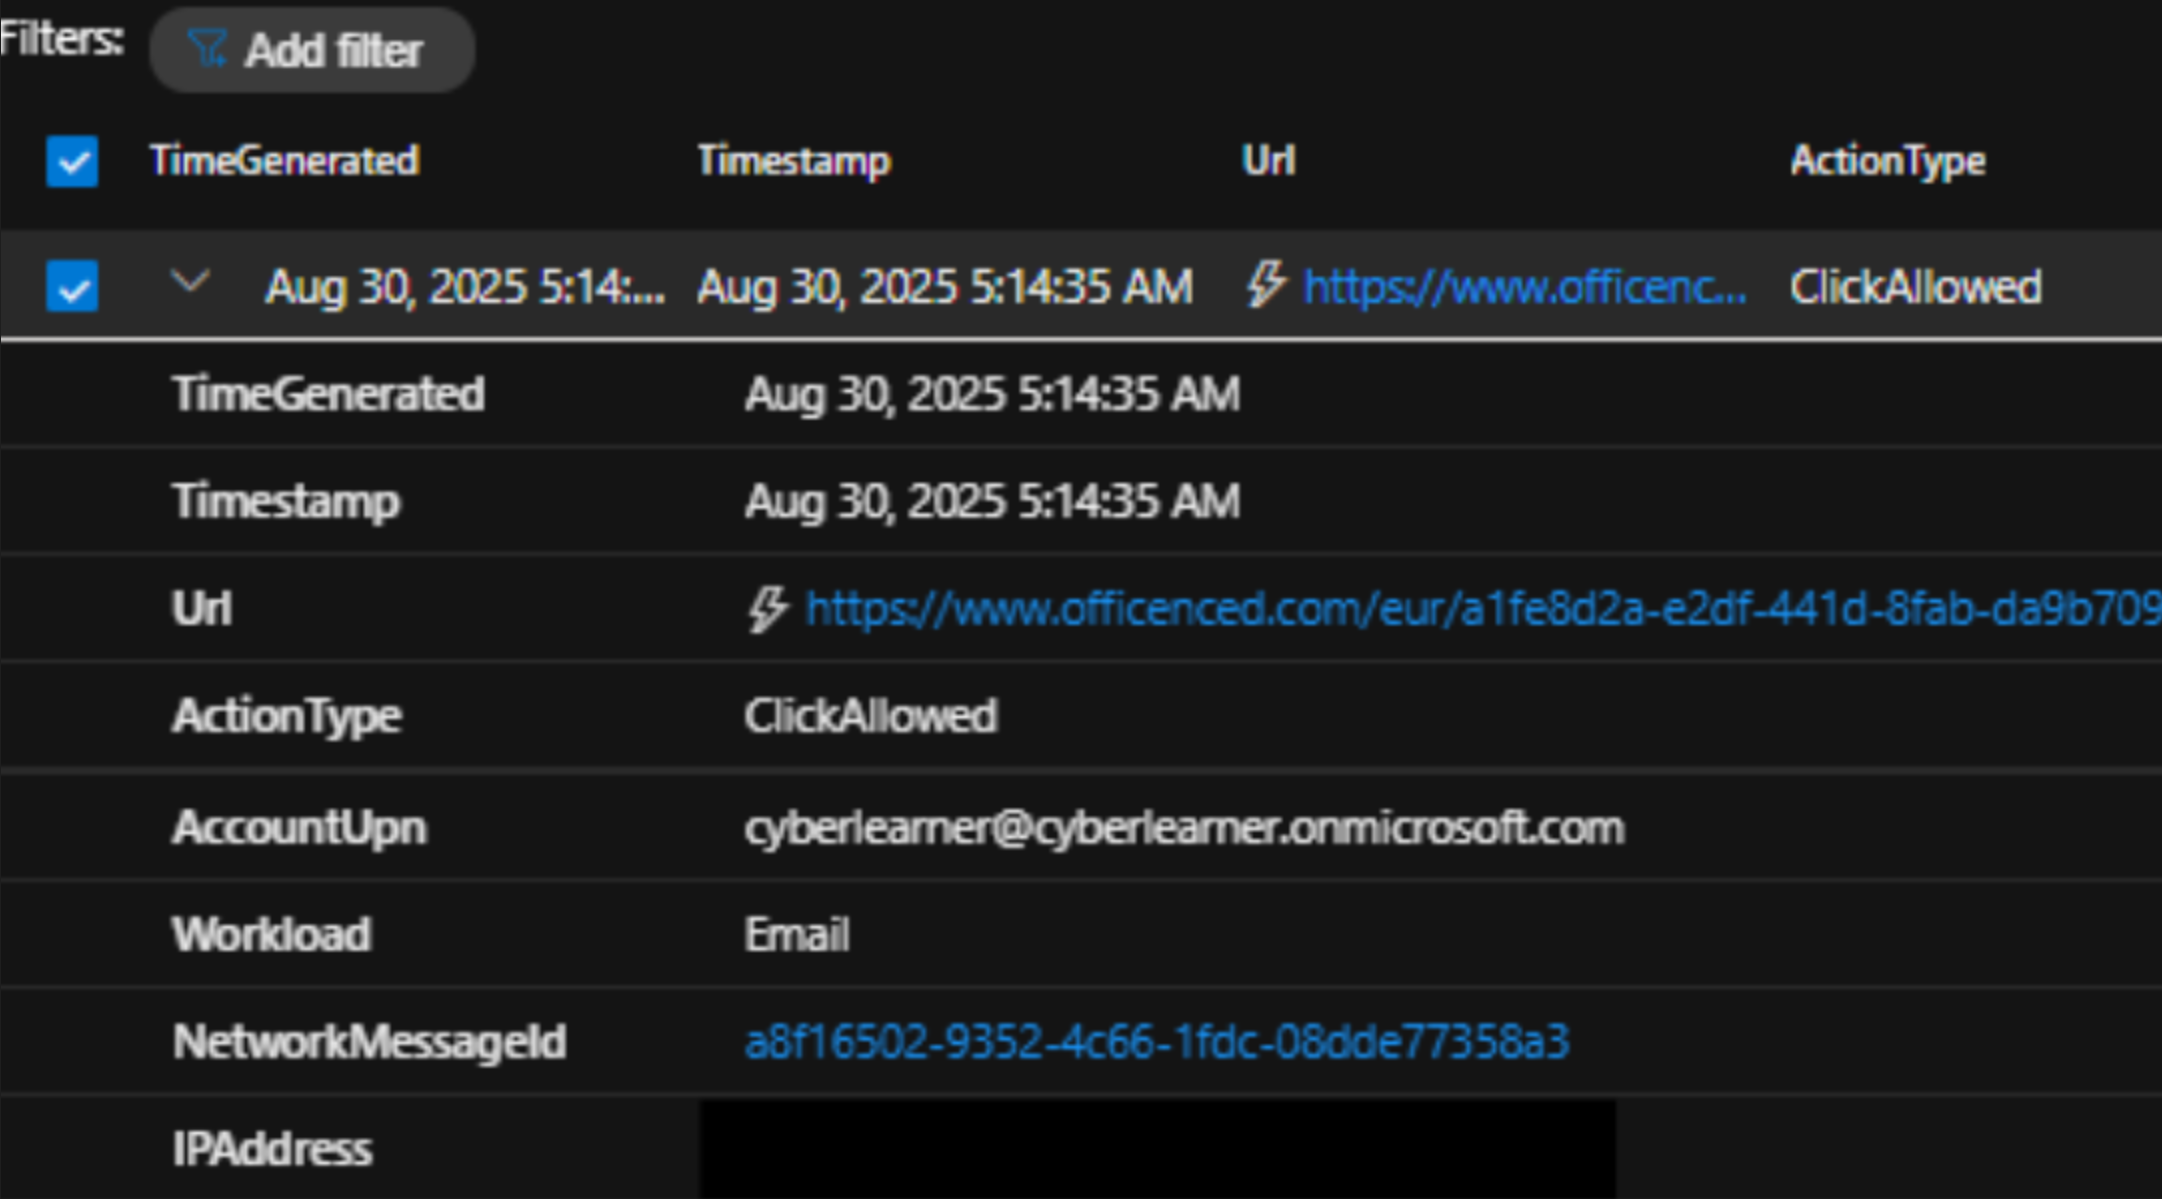 Filters: Add filter
TimeGenerated Timestamp Url ActionType
Aug 30, 2025 5:14:... Aug 30, 2025 5:14:35 AM https://www.officenc... ClickAllowed
TimeGenerated Aug 30, 2025 5:14:35 AM
Timestamp Aug 30, 2025 5:14:35 AM
Url https://www.officenced.com/eur/a1fe8d2a-e2df-441d-8fab-da9b709
ActionType ClickAllowed
AccountUpn cyberlearner@cyberlearner.onmicrosoft.com
Workload Email
NetworkMessageId a8f16502-9352-4c66-1fdc-08dde77358a3
IPAddress